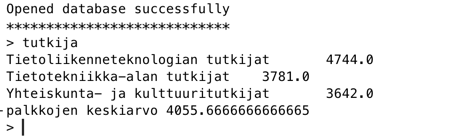 Opened database successfully
****************************
> tutkija
Tietoliikenneteknologian tutkijat 4744.0
Tietotekniikka-alan tutkijat 3781.0
Yhteiskunta- ja kulttuuritutkijat 3642.0
palkkojen keskiarvo 4055.6666666666665
>